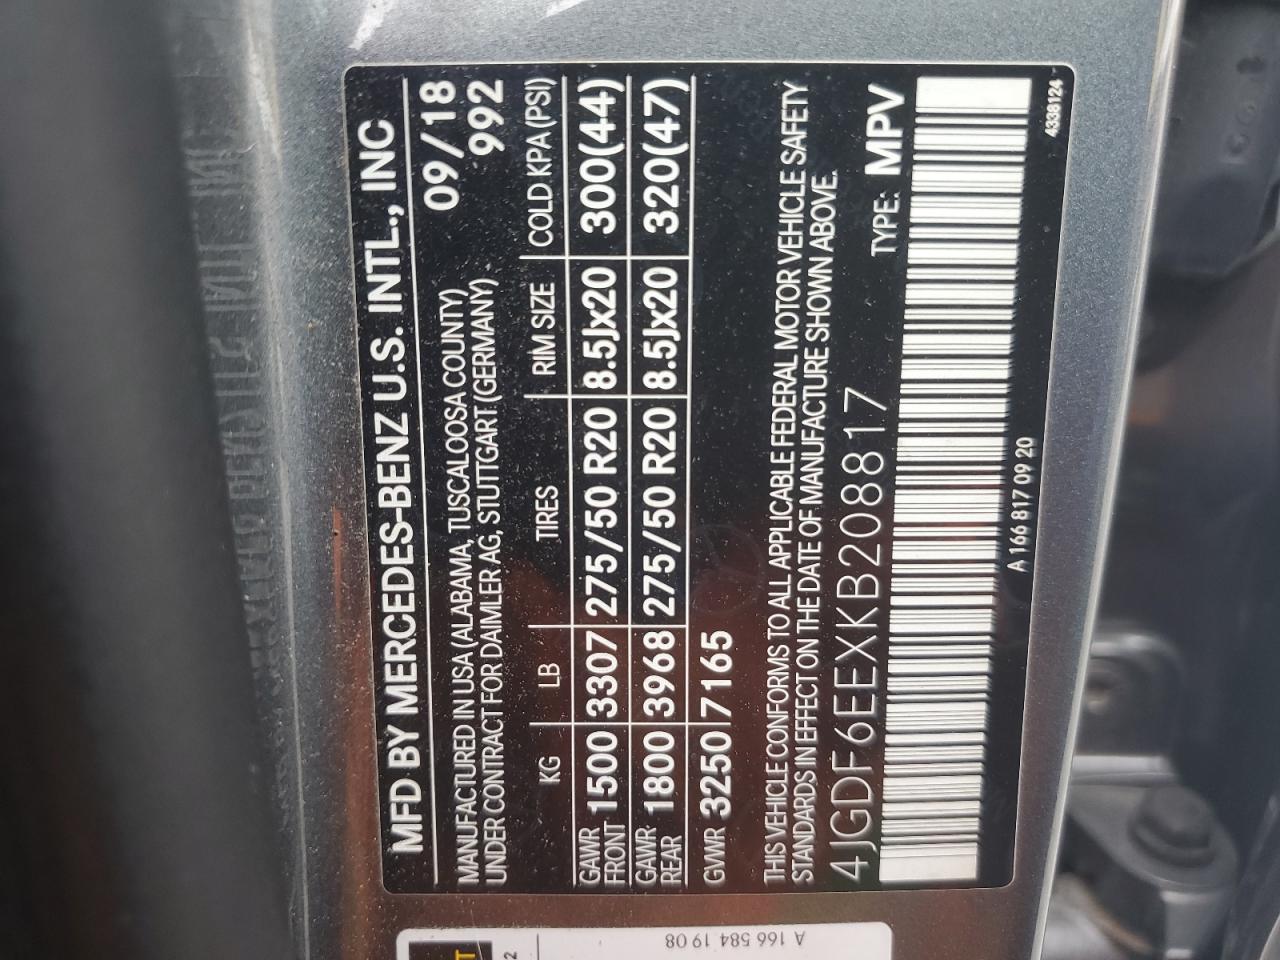 MFD BY MERCEDES-BENZ U.S. INTL., INC
09/18
MANUFACTURED IN USA (ALABAMA, TUSCALOOSA COUNTY)
UNDER CONTRACT FOR DAIMLER AG, STUTTGART (GERMANY)
992
KG LB TIRES RIM SIZE COLD KPA (PSI)
GAWR FRONT 1500 3307 275/50 R20 8.5Jx20 300(44)
GAWR REAR 1800 3968 275/50 R20 8.5Jx20 320(47)
GVWR 3250 7165
THIS VEHICLE CONFORMS TO ALL APPLICABLE FEDERAL MOTOR VEHICLE SAFETY
STANDARDS IN EFFECT ON THE DATE OF MANUFACTURE SHOWN ABOVE.
4JGDF6EEXKB208817 TYPE: MPV
A 166 817 09 20
4338124
A 166 584 19 08
2